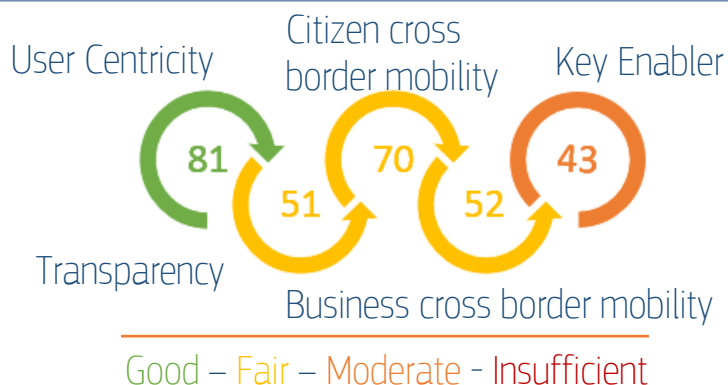 User Centricity
Citizen cross
border mobility
Key Enabler
81
51
70
52
43
Transparency
Business cross border mobility
Good – Fair – Moderate - Insufficient